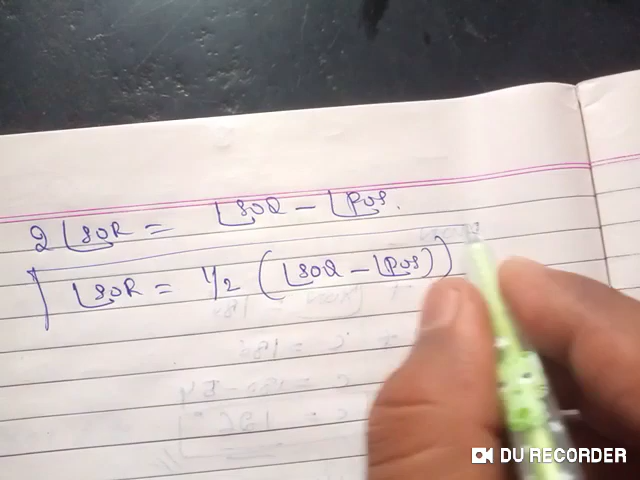 2 ∠SOR = ∠SOQ - ∠POS.
∠SOR = 1/2 (∠SOQ - ∠POS)
DU RECORDER